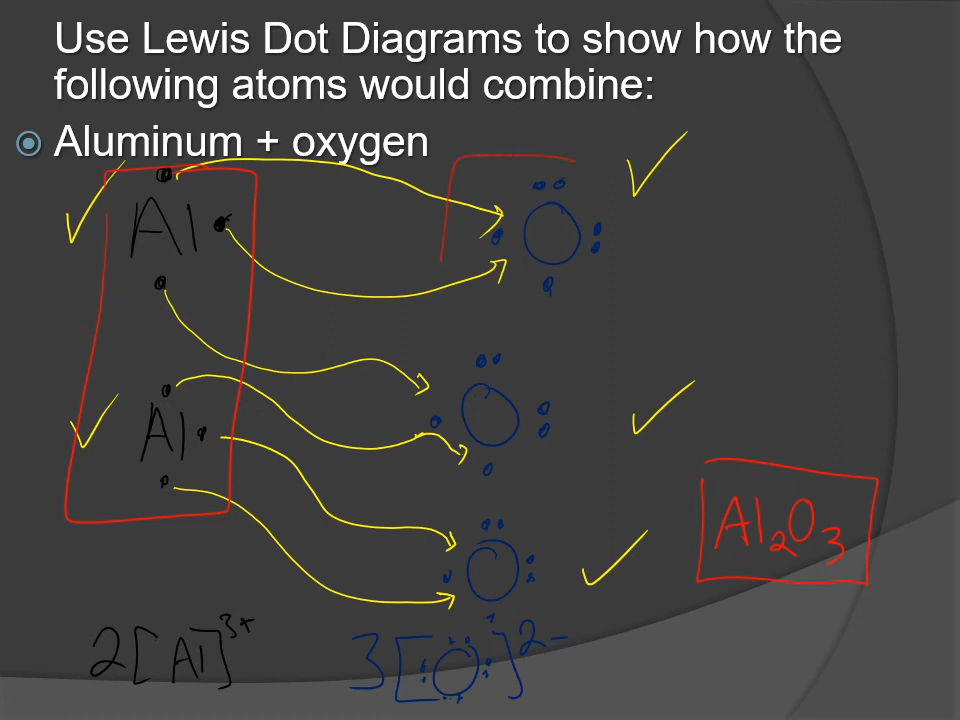 Use Lewis Dot Diagrams to show how the
following atoms would combine:
Aluminum + oxygen
Al O
Al O
O
Al₂O₃
2[Al]³⁺ 3[O]²⁻